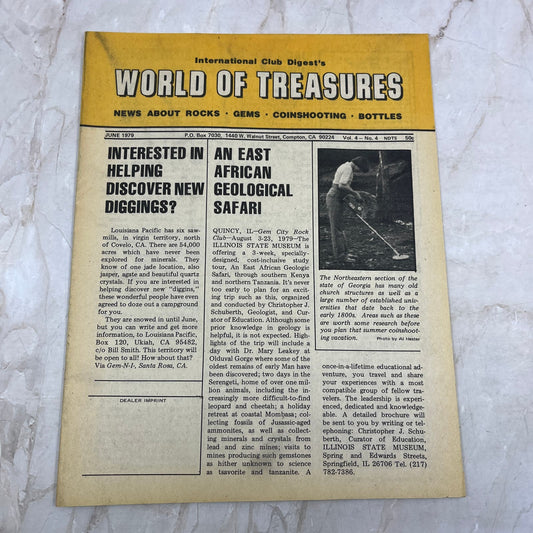 International Club Digest's
WORLD OF TREASURES
NEWS ABOUT ROCKS · GEMS · COINSHOOTING · BOTTLES
JUNE 1979 P.O. Box 7030, 1440 W. Walnut Street, Compton, CA 90224 Vol. 4 — No. 4 NDTS 50¢
INTERESTED IN
HELPING
DISCOVER NEW
DIGGINGS?
Louisiana Pacific has six saw-
mills, in virgin territory, north
of Covelo, CA. There are 54,000
acres which have never been
explored for minerals. They
know of one jade location, also
jasper, agate and beautiful quartz
crystals. If you are interested in
helping discover new "diggins,"
these wonderful people have even
agreed to doze out a campground
for you.
They are snowed in until June,
but you can write and get more
information, to Louisiana Pacific,
Box 120, Ukiah, CA 95482,
c/o Bill Smith. This territory will
be open to all! How about that?
Via Gem-N-I, Santa Rosa, CA.
DEALER IMPRINT
AN EAST
AFRICAN
GEOLOGICAL
SAFARI
QUINCY, IL—Gem City Rock
Club—August 3-23, 1979—The
ILLINOIS STATE MUSEUM is
offering a 3-week, specially-
designed, cost-inclusive study
tour, An East African Geologic
Safari, through southern Kenya
and northern Tanzania. It's never
too early to plan for an exciting
trip such as this, organized
and conducted by Christopher J.
Schuberth, Geologist, and Cur-
ator of Education. Although some
prior knowledge in geology is
helpful, it is not expected. High-
lights of the trip will include a
day with Dr. Mary Leakey at
Olduval Gorge where some of the
oldest remains of early Man have
been discovered; two days in the
Serengeti, home of over one mil-
lion animals, including the in-
creasingly more difficult-to-find
leopard and cheetah; a holiday
retreat at coastal Mombasa; col-
lecting fossils of Jusassic-aged
ammonites, as well as collect-
ing minerals and crystals from
lead and zinc mines; visits to
mines producing such gemstones
as hither unknown to science
as tsavorite and tanzanite. A
The Northeastern section of the
state of Georgia has many old
church structures as well as a
large number of established univ-
erities that date back to the
early 1800s. Areas such as these
are worth some research before
you plan that summer coinshoot-
ing vacation. Photo by Al Nester
once-in-a-lifetime educational ad-
venture, you travel and share
your experiences with a most
compatible group of fellow tra-
velers. The leadership is experi-
enced, dedicated and knowledge-
able. A detailed brochure will
be sent to you by writing or tel-
ephoning: Christopher J. Schu-
berth, Curator of Education,
ILLINOIS STATE MUSEUM,
Spring and Edwards Streets,
Springfield, IL 26706 Tel. (217)
782-7386.